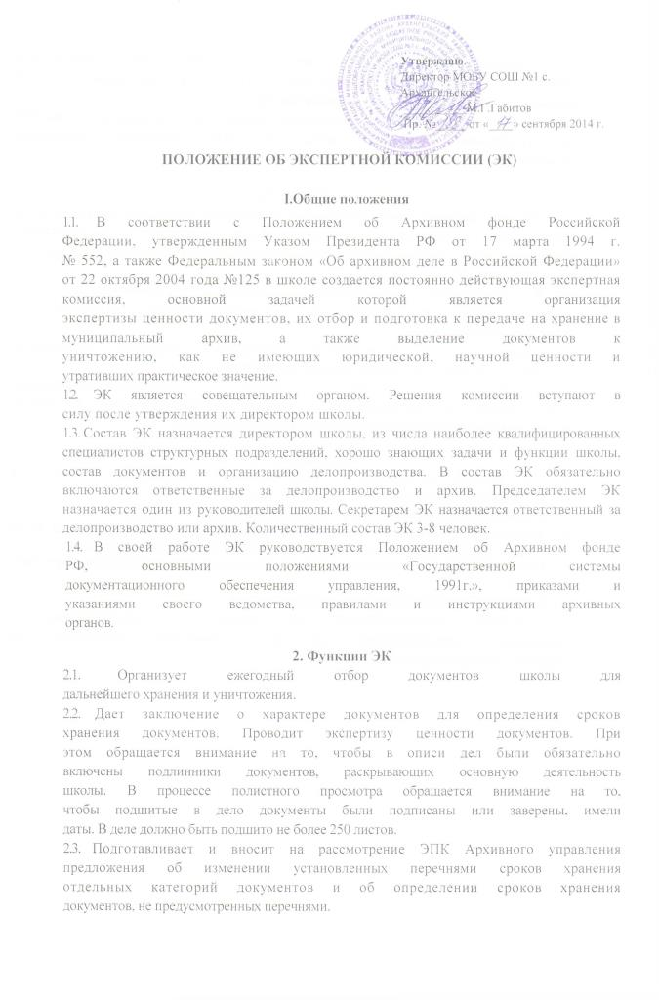 Утверждаю
Директор МОБУ СОШ №1 с.
Архангельское
М.Г.Габитов
Пр. № от « 17 » сентября 2014 г.
ПОЛОЖЕНИЕ ОБ ЭКСПЕРТНОЙ КОМИССИИ (ЭК)
I.Общие положения
1.1. В соответствии с Положением об Архивном фонде Российской
Федерации, утвержденным Указом Президента РФ от 17 марта 1994 г.
№ 552, а также Федеральным законом «Об архивном деле в Российской Федерации»
от 22 октября 2004 года №125 в школе создается постоянно действующая экспертная
комиссия, основной задачей которой является организация
экспертизы ценности документов, их отбор и подготовка к передаче на хранение в
муниципальный архив, а также выделение документов к
уничтожению, как не имеющих юридической, научной ценности и
утративших практическое значение.
1.2. ЭК является совещательным органом. Решения комиссии вступают в
силу после утверждения их директором школы.
1.3. Состав ЭК назначается директором школы, из числа наиболее квалифицированных
специалистов структурных подразделений, хорошо знающих задачи и функции школы,
состав документов и организацию делопроизводства. В состав ЭК обязательно
включаются ответственные за делопроизводство и архив. Председателем ЭК
назначается один из руководителей школы. Секретарем ЭК назначается ответственный за
делопроизводство или архив. Количественный состав ЭК 3-8 человек.
1.4. В своей работе ЭК руководствуется Положением об Архивном фонде
РФ, основными положениями «Государственной системы
документационного обеспечения управления, 1991г.», приказами и
указаниями своего ведомства, правилами и инструкциями архивных
органов.
2. Функции ЭК
2.1. Организует ежегодный отбор документов школы для
дальнейшего хранения и уничтожения.
2.2. Дает заключение о характере документов для определения сроков
хранения документов. Проводит экспертизу ценности документов. При
этом обращается внимание на то, чтобы в описи дел были обязательно
включены подлинники документов, раскрывающих основную деятельность
школы. В процессе полистного просмотра обращается внимание на то,
чтобы подшитые в дело документы были подписаны или заверены, имели
даты. В деле должно быть подшито не более 250 листов.
2.3. Подготавливает и вносит на рассмотрение ЭПК Архивного управления
предложения об изменении установленных перечнями сроков хранения
отдельных категорий документов и об определении сроков хранения
документов, не предусмотренных перечнями.